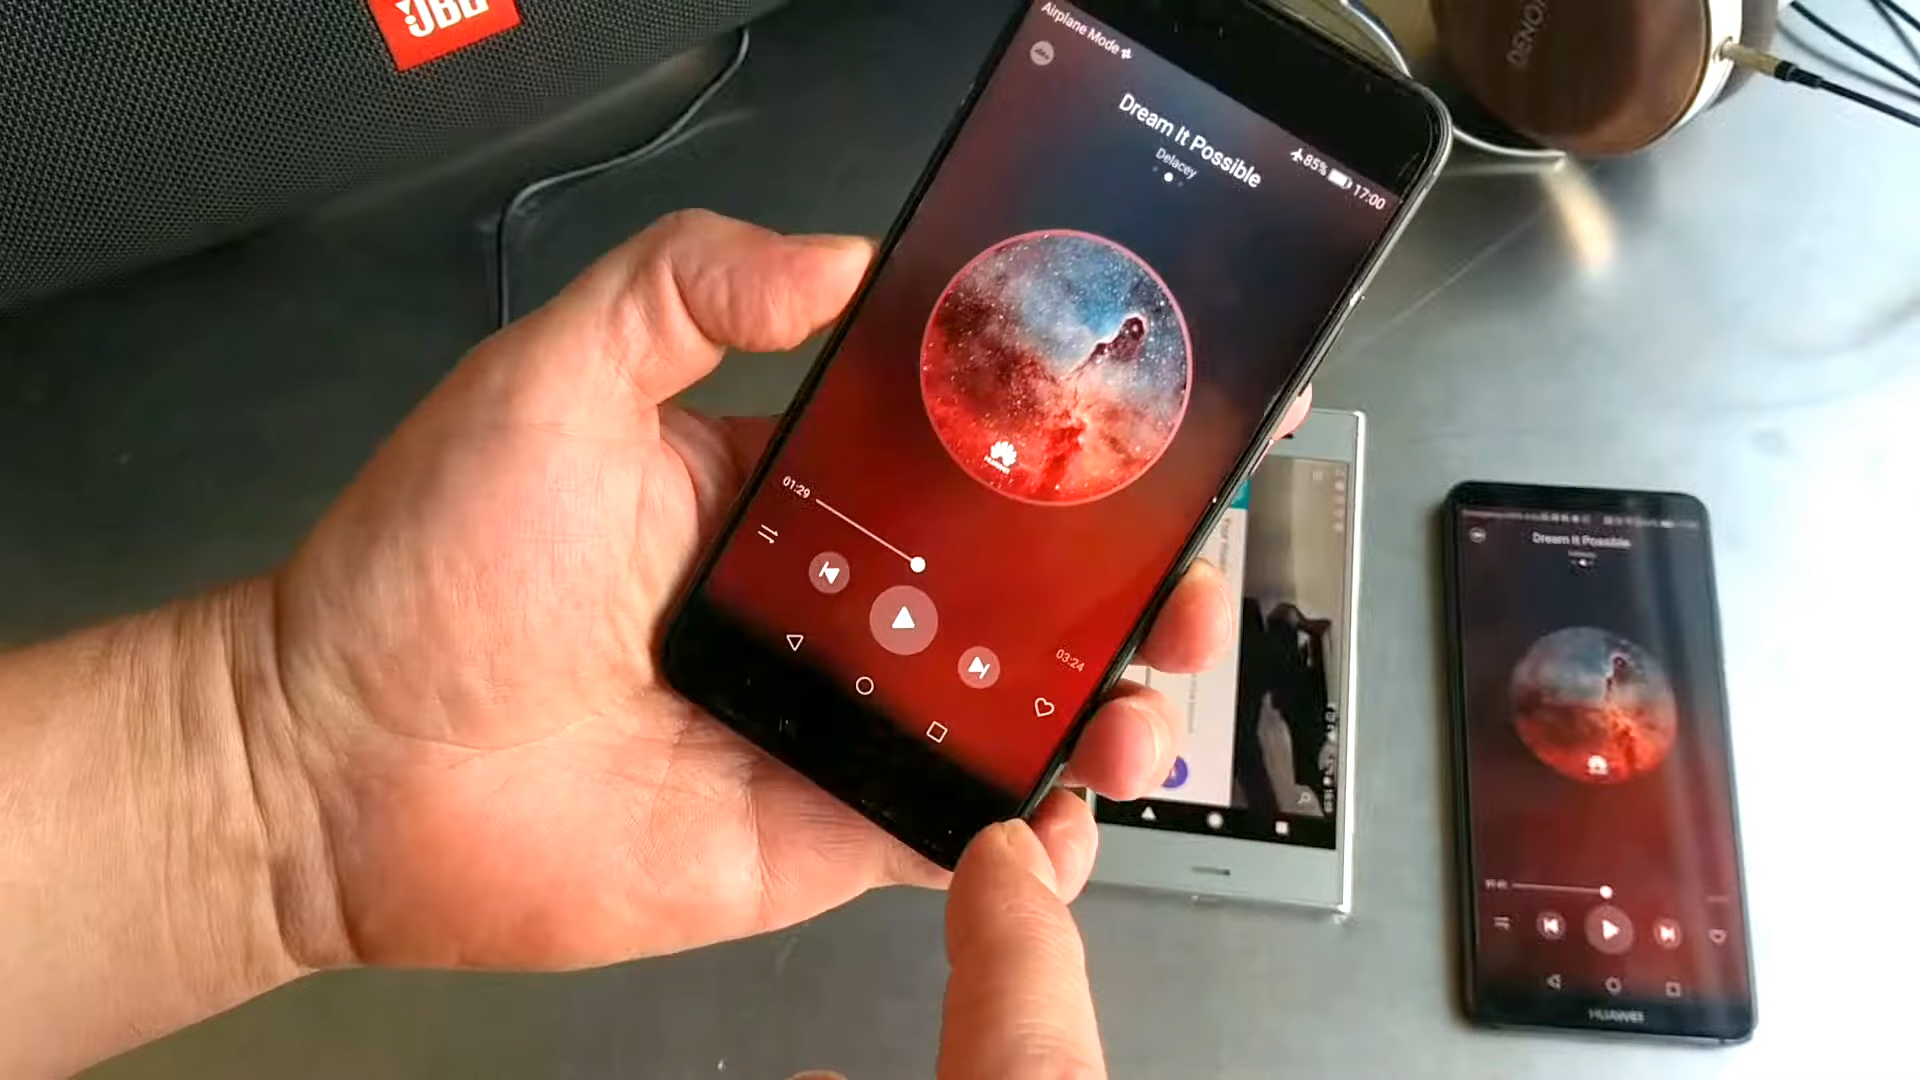 JBL
DENON
Airplane Mode
85% 17:00
Dream It Possible
Delacey
HUAWEI
01:29
03:24
Dream It Possible
HUAWEI